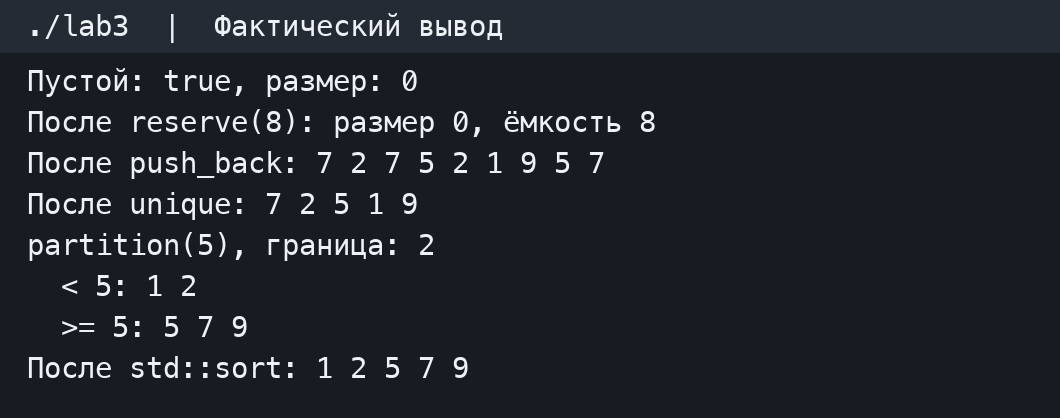 ./lab3  |  Фактический вывод
Пустой: true, размер: 0
После reserve(8): размер 0, ёмкость 8
После push_back: 7 2 7 5 2 1 9 5 7
После unique: 7 2 5 1 9
partition(5), граница: 2
  < 5: 1 2
  >= 5: 5 7 9
После std::sort: 1 2 5 7 9